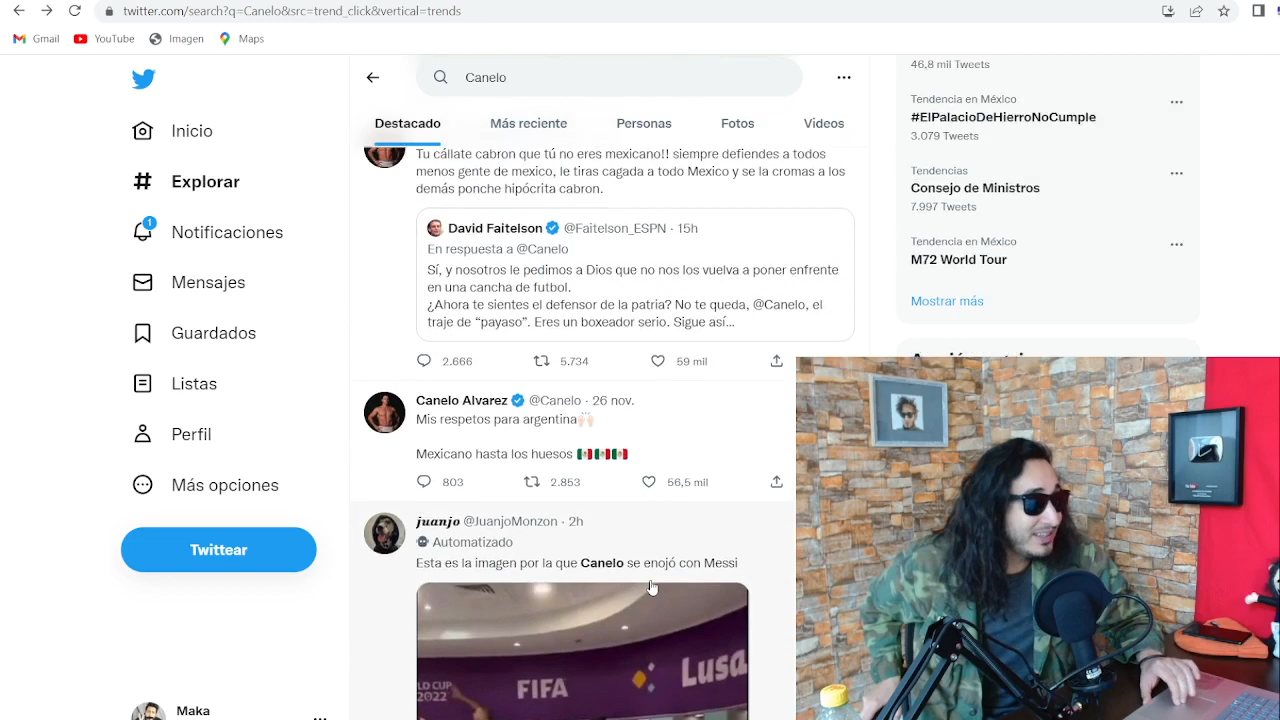 twitter.com/search?q=Canelo&src=trend_click&vertical=trends
Gmail
YouTube
Imagen
Maps
Inicio
Explorar
1
Notificaciones
Mensajes
Guardados
Listas
Perfil
Más opciones
Twittear
Maka
Canelo
Destacado
Más reciente
Personas
Fotos
Videos
Tu cállate cabron que tú no eres mexicano!! siempre defiendes a todos
menos gente de mexico, le tiras cagada a todo Mexico y se la cromas a los
demás ponche hipócrita cabron.
David Faitelson @Faitelson_ESPN · 15h
En respuesta a @Canelo
Sí, y nosotros le pedimos a Dios que no nos los vuelva a poner enfrente
en una cancha de futbol.
¿Ahora te sientes el defensor de la patria? No te queda, @Canelo, el
traje de “payaso”. Eres un boxeador serio. Sigue así...
2.666
5.734
59 mil
Canelo Alvarez @Canelo · 26 nov.
Mis respetos para argentina🙌🏻
Mexicano hasta los huesos 🇲🇽🇲🇽🇲🇽
803
2.853
56,5 mil
juanjo @JuanjoMonzon · 2h
Automatizado
Esta es la imagen por la que Canelo se enojó con Messi
LD CUP
2022
FIFA
Lusa
46,8 mil Tweets
Tendencia en México
#ElPalacioDeHierroNoCumple
3.079 Tweets
Tendencias
Consejo de Ministros
7.997 Tweets
Tendencia en México
M72 World Tour
Mostrar más